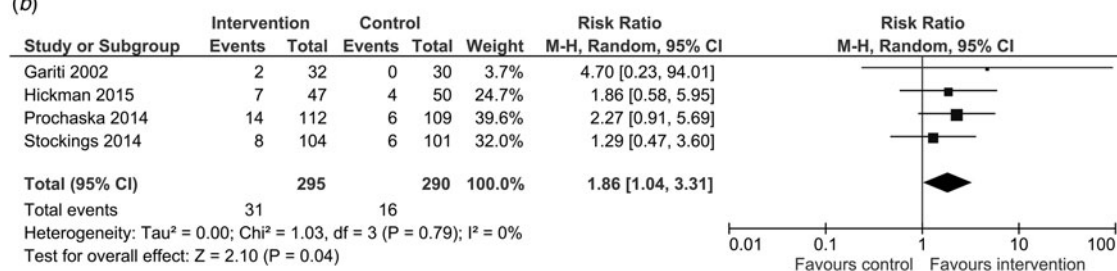 (b)
Intervention Control Risk Ratio Risk Ratio
Study or Subgroup Events Total Events Total Weight M-H, Random, 95% CI M-H, Random, 95% CI
Gariti 2002 2 32 0 30 3.7% 4.70 [0.23, 94.01]
Hickman 2015 7 47 4 50 24.7% 1.86 [0.58, 5.95]
Prochaska 2014 14 112 6 109 39.6% 2.27 [0.91, 5.69]
Stockings 2014 8 104 6 101 32.0% 1.29 [0.47, 3.60]
Total (95% CI) 295 290 100.0% 1.86 [1.04, 3.31]
Total events 31 16
Heterogeneity: Tau² = 0.00; Chi² = 1.03, df = 3 (P = 0.79); I² = 0%
Test for overall effect: Z = 2.10 (P = 0.04)
0.01 0.1 1 10 100
Favours control Favours intervention